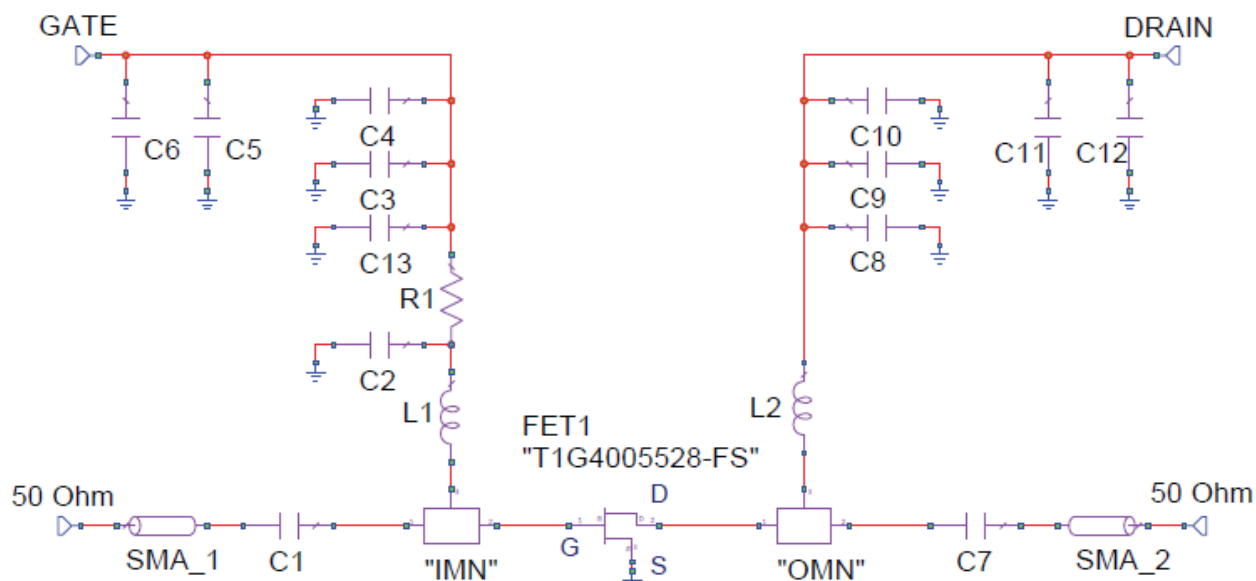 GATE
DRAIN
C6
C5
C4
C10
C11
C12
C3
C9
C13
C8
R1
C2
L1
L2
FET1
"T1G4005528-FS"
50 Ohm
D
50 Ohm
SMA_1
C1
"IMN"
G
S
"OMN"
C7
SMA_2